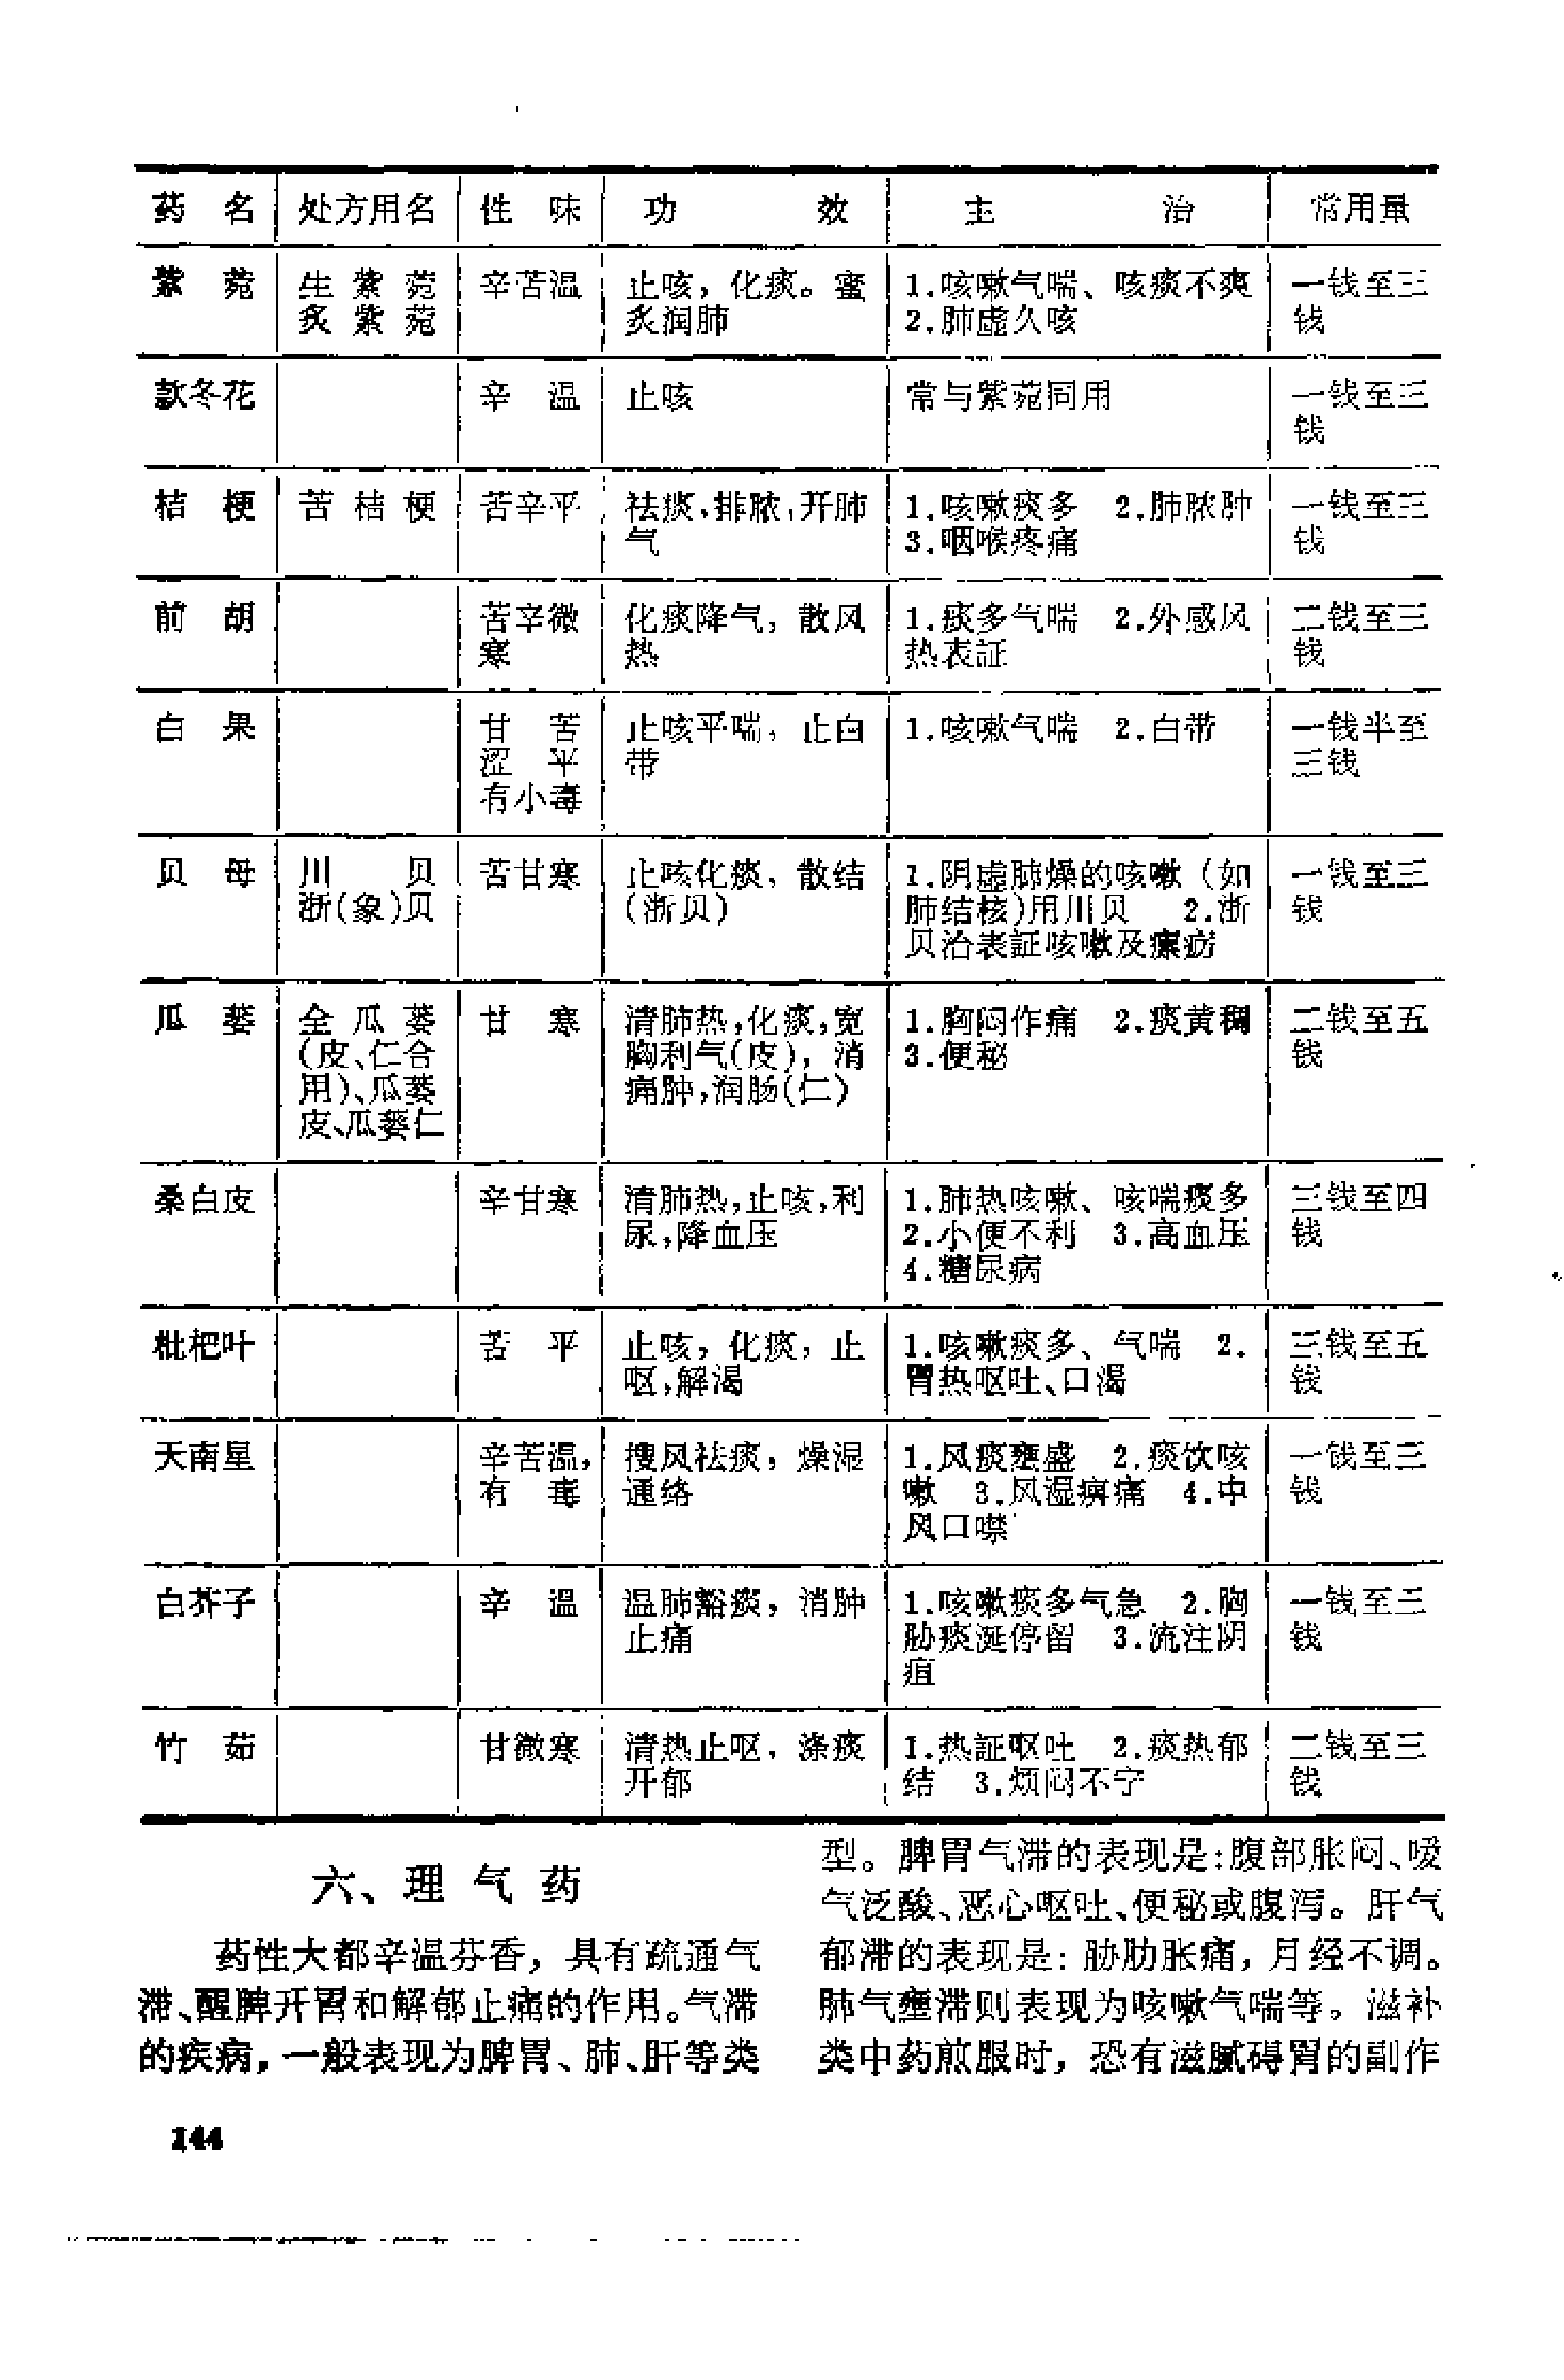 药 名 处方用名 性 味 功 效 主 治 常用量
紫 菀 生 紫 菀 辛苦温 止咳，化痰。蜜 1.咳嗽气喘、咳痰不爽 一钱至三
炙 紫 菀 炙润肺 2.肺虚久咳 钱
款冬花 辛 温 止咳 常与紫菀同用 一钱至三
钱
桔 梗 苦 桔 梗 苦辛平 祛痰，排脓，开肺 1.咳嗽痰多 2.肺脓肿 一钱至三
气 3.咽喉疼痛 钱
前 胡 苦辛微 化痰降气，散风 1.痰多气喘 2.外感风 二钱至三
寒 热 热表証 钱
白 果 甘 苦 止咳平喘，止白 1.咳嗽气喘 2.白带 一钱半至
涩 平 带 三钱
有小毒
贝 母 川 贝 苦甘寒 止咳化痰，散结 1.阴虚肺燥的咳嗽（如 一钱至三
浙(象)贝 (浙贝) 肺结核)用川贝 2.浙 钱
贝治表証咳嗽及瘰疬
瓜 蒌 全 瓜 蒌 甘 寒 清肺热，化痰，宽 1.胸闷作痛 2.痰黄稠 二钱至五
(皮、仁合 胸利气(皮)，消 3.便秘 钱
用)、瓜蒌 痈肿，润肠(仁)
皮、瓜蒌仁
桑白皮 辛甘寒 清肺热，止咳，利 1.肺热咳嗽、咳喘痰多 三钱至四
尿，降血压 2.小便不利 3.高血压 钱
4.糖尿病
枇杷叶 苦 平 止咳，化痰，止 1.咳嗽痰多、气喘 2. 三钱至五
呕，解渴 胃热呕吐、口渴 钱
天南星 辛苦温， 搜风祛痰，燥湿 1.风痰壅盛 2.痰饮咳 一钱至三
有 毒 通络 嗽 3.风湿痹痛 4.中 钱
风口噤
白芥子 辛 温 温肺豁痰，消肿 1.咳嗽痰多气急 2.胸 一钱至三
止痛 胁痰涎停留 3.流注阴 钱
疽
竹 茹 甘微寒 清热止呕，涤痰 1.热証呕吐 2.痰热郁 二钱至三
开郁 结 3.烦闷不宁 钱
六、理 气 药
药性大都辛温芬香，具有疏通气
滞、醒脾开胃和解郁止痛的作用。气滞
的疾病，一般表现为脾胃、肺、肝等类
型。脾胃气滞的表现是：腹部胀闷、嗳
气泛酸、恶心呕吐、便秘或腹泻。肝气
郁滞的表现是：胁肋胀痛，月经不调。
肺气壅滞则表现为咳嗽气喘等。滋补
类中药煎服时，恐有滋腻碍胃的副作
144